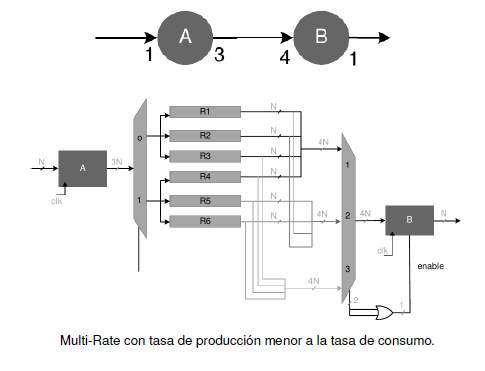 A
B
1
3
4
1
R1
N
R2
N
4N
R3
N
1
N
A
3N
0
R4
N
clk
1
R5
N
R6
N
4N
2
4N
B
N
clk
3
enable
4N
2
1
Multi-Rate con tasa de producción menor a la tasa de consumo.